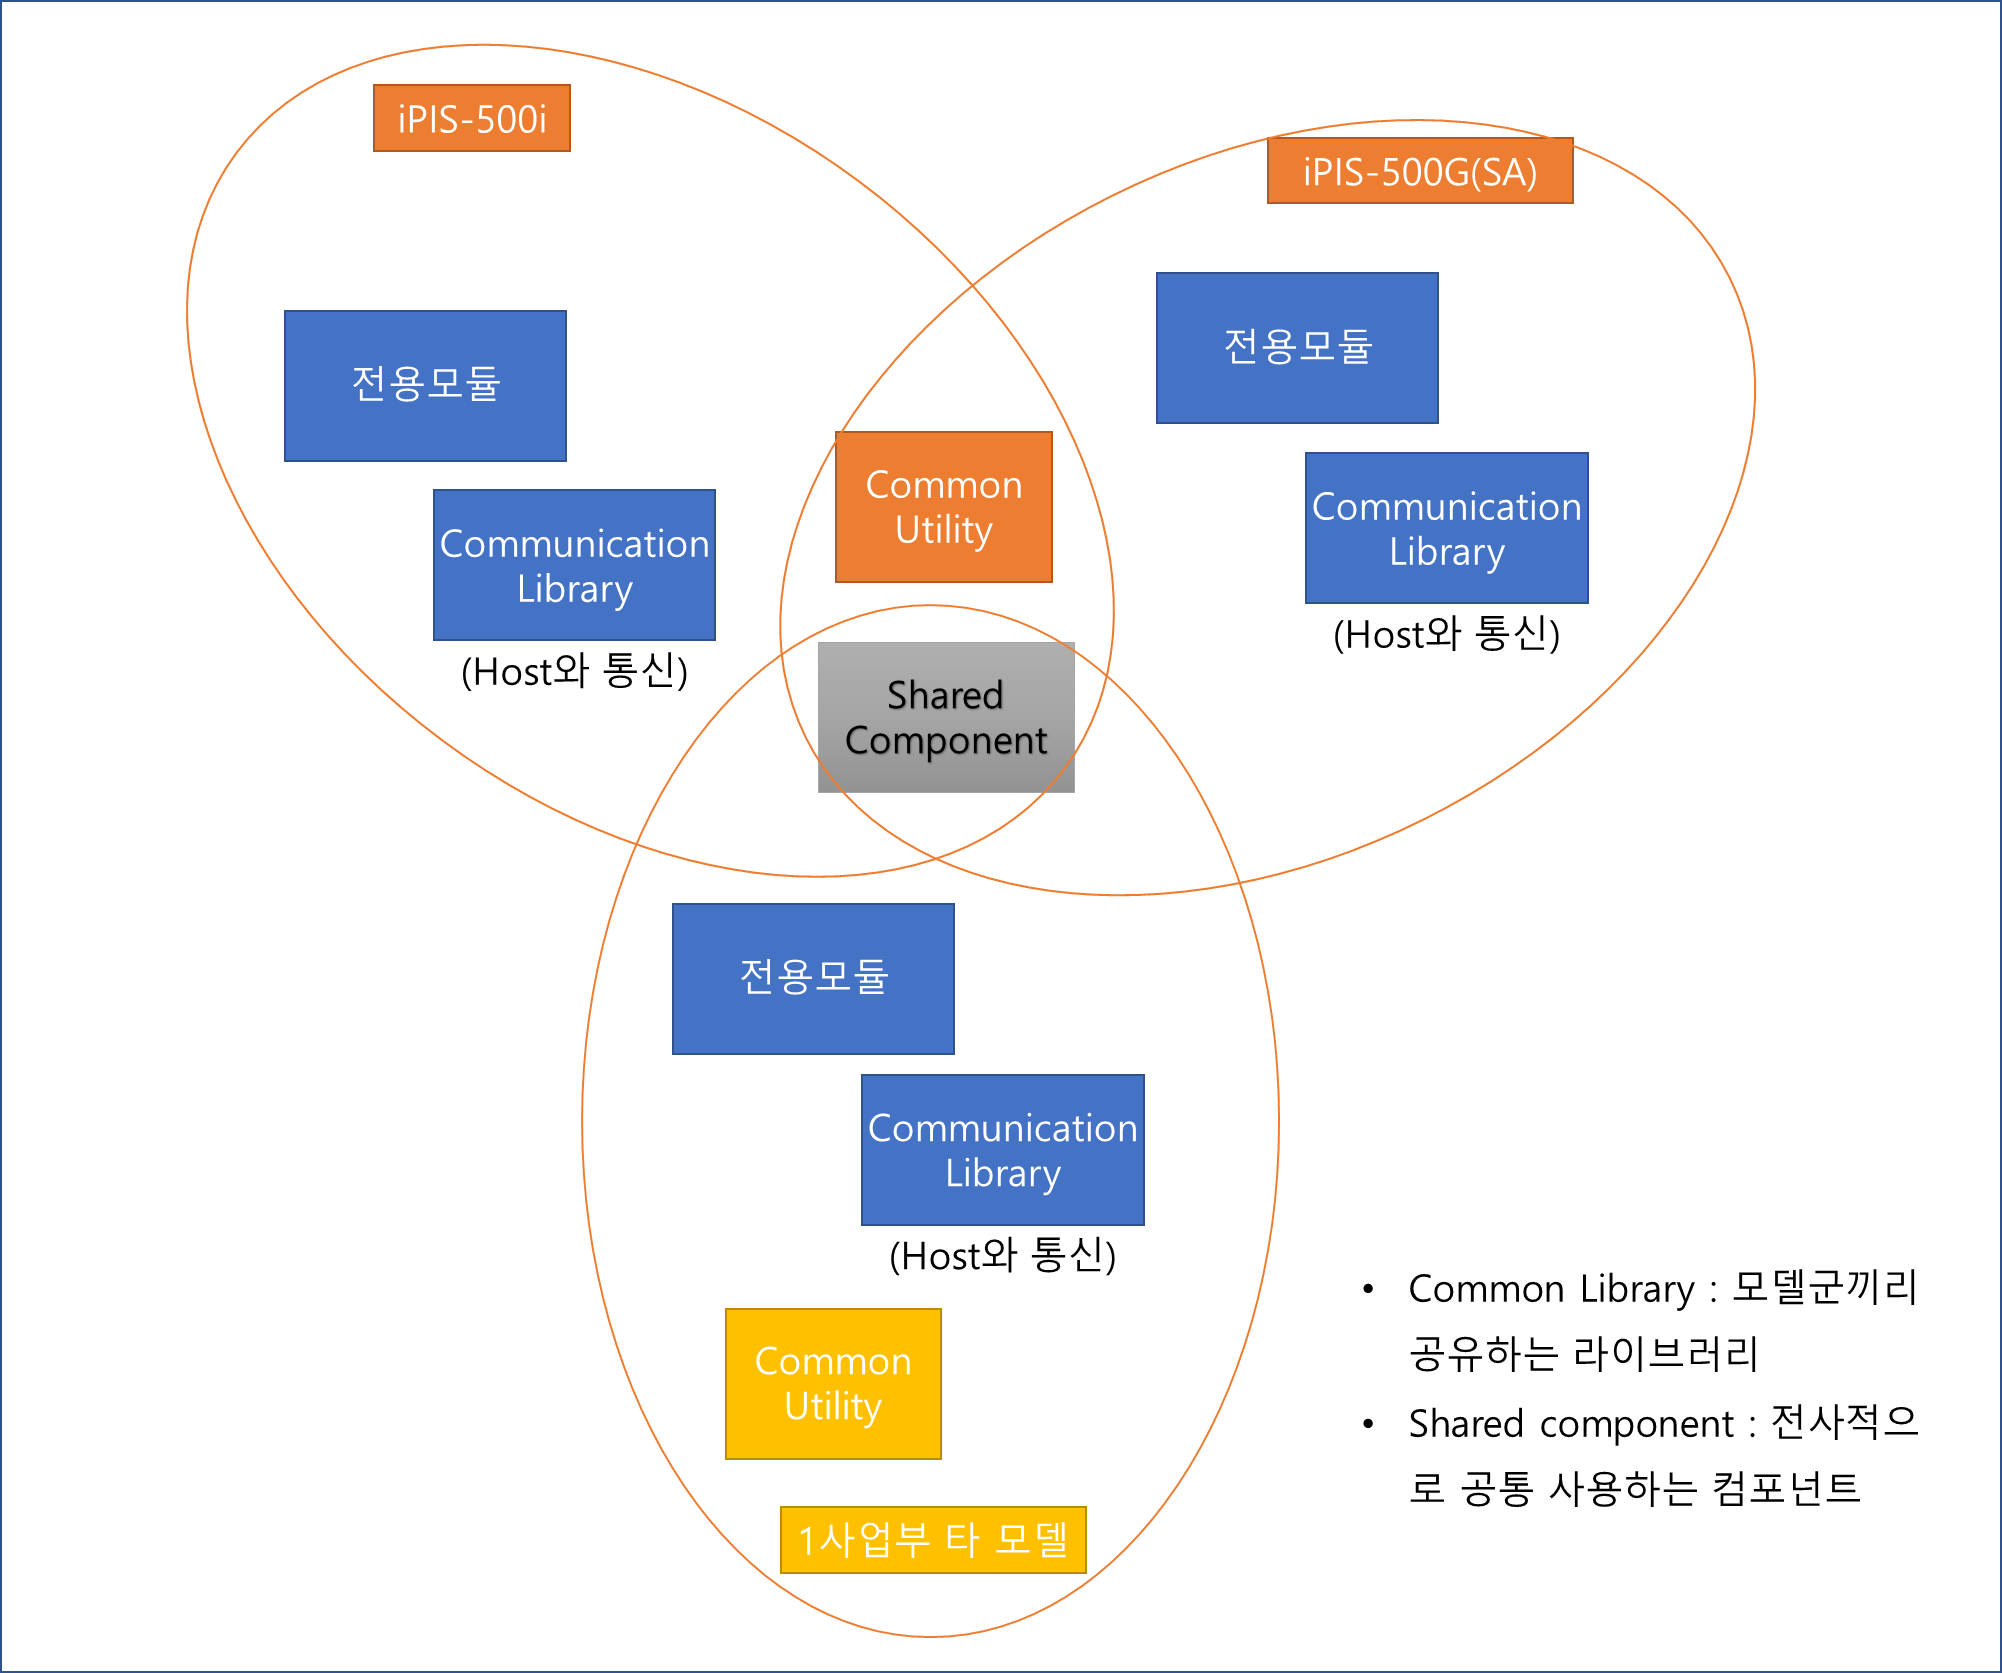 iPIS-500i
iPIS-500G(SA)
전용모듈
전용모듈
Common
Utility
Communication
Library
(Host와 통신)
Communication
Library
(Host와 통신)
Shared
Component
전용모듈
Communication
Library
(Host와 통신)
Common
Utility
1사업부 타 모델
• Common Library : 모델군끼리
공유하는 라이브러리
• Shared component : 전사적으
로 공통 사용하는 컴포넌트